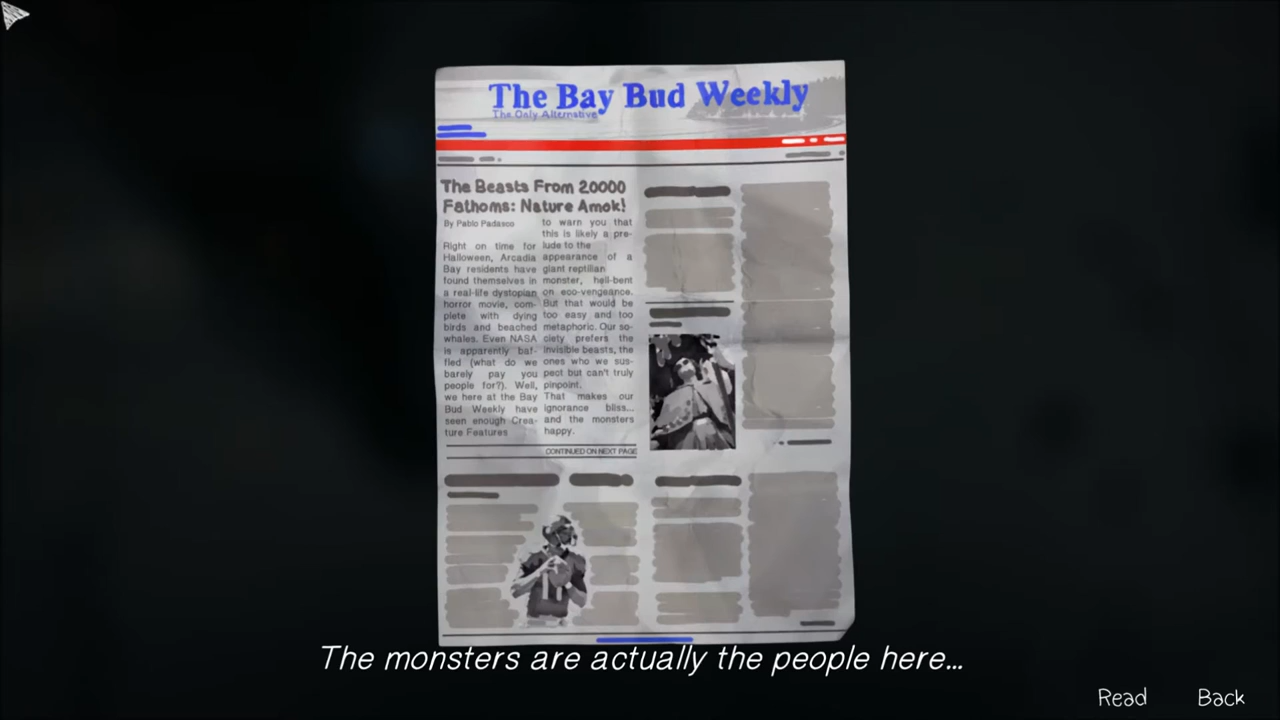 The Bay Bud Weekly
The Only Alternative
The Beasts From 20000
Fathoms: Nature Amok!
By Pablo Padasco
Right on time for
Halloween, Arcadia
Bay residents have
found themselves in
a real-life dystopian
horror movie, com-
plete with dying
birds and beached
whales. Even NASA
is apparently baf-
fled (what do we
barely pay you
people for?). Well,
we here at the Bay
Bud Weekly have
seen enough Crea-
ture Features
to warn you that
this is likely a pre-
lude to the
appearance of a
giant reptilian
monster, hell-bent
on eco-vengeance.
But that would be
too easy and too
metaphoric. Our so-
ciety prefers the
invisible beasts, the
ones who we sus-
pect but can't truly
pinpoint.
That makes our
ignorance bliss...
and the monsters
happy.
CONTINUED ON NEXT PAGE
The monsters are actually the people here...
Read
Back